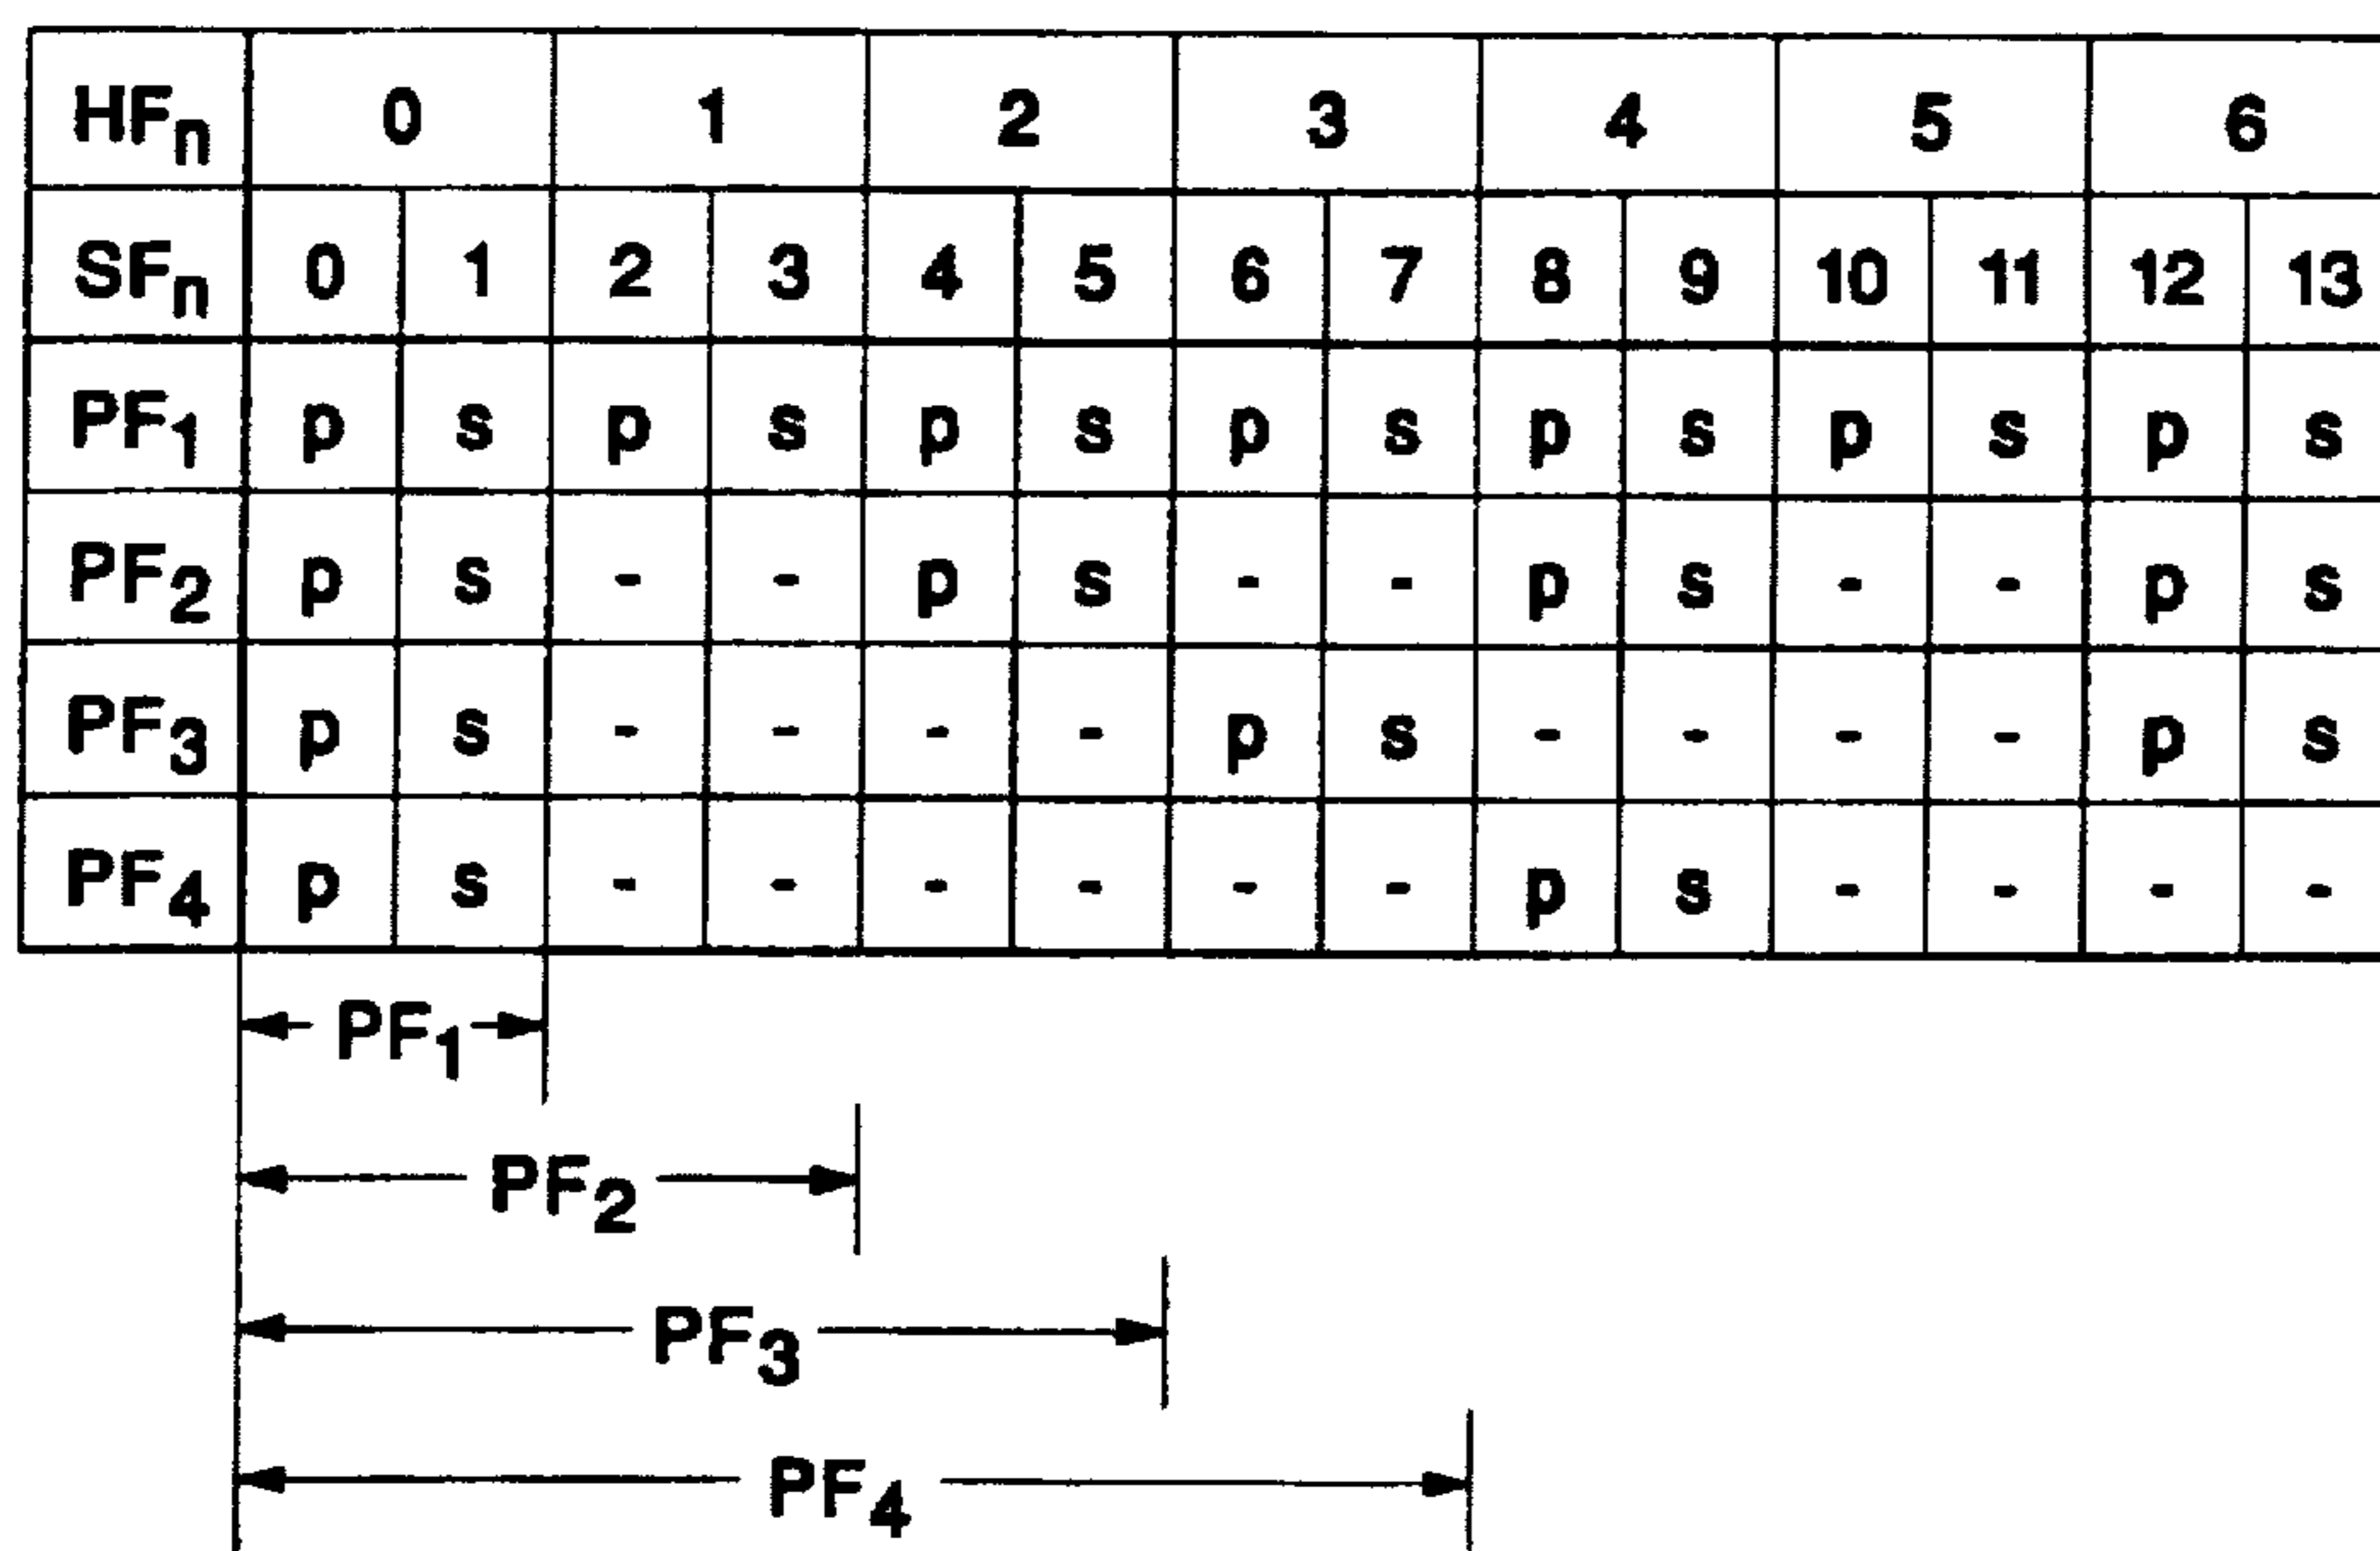 HFn 0 1 2 3 4 5 6
SFn 0 1 2 3 4 5 6 7 8 9 10 11 12 13
PF1 p s p s p s p s p s p s p s
PF2 p s - - p s - - p s - - p s
PF3 p s - - - - p s - - - - p s
PF4 p s - - - - - - p s - - - -
PF1
PF2
PF3
PF4